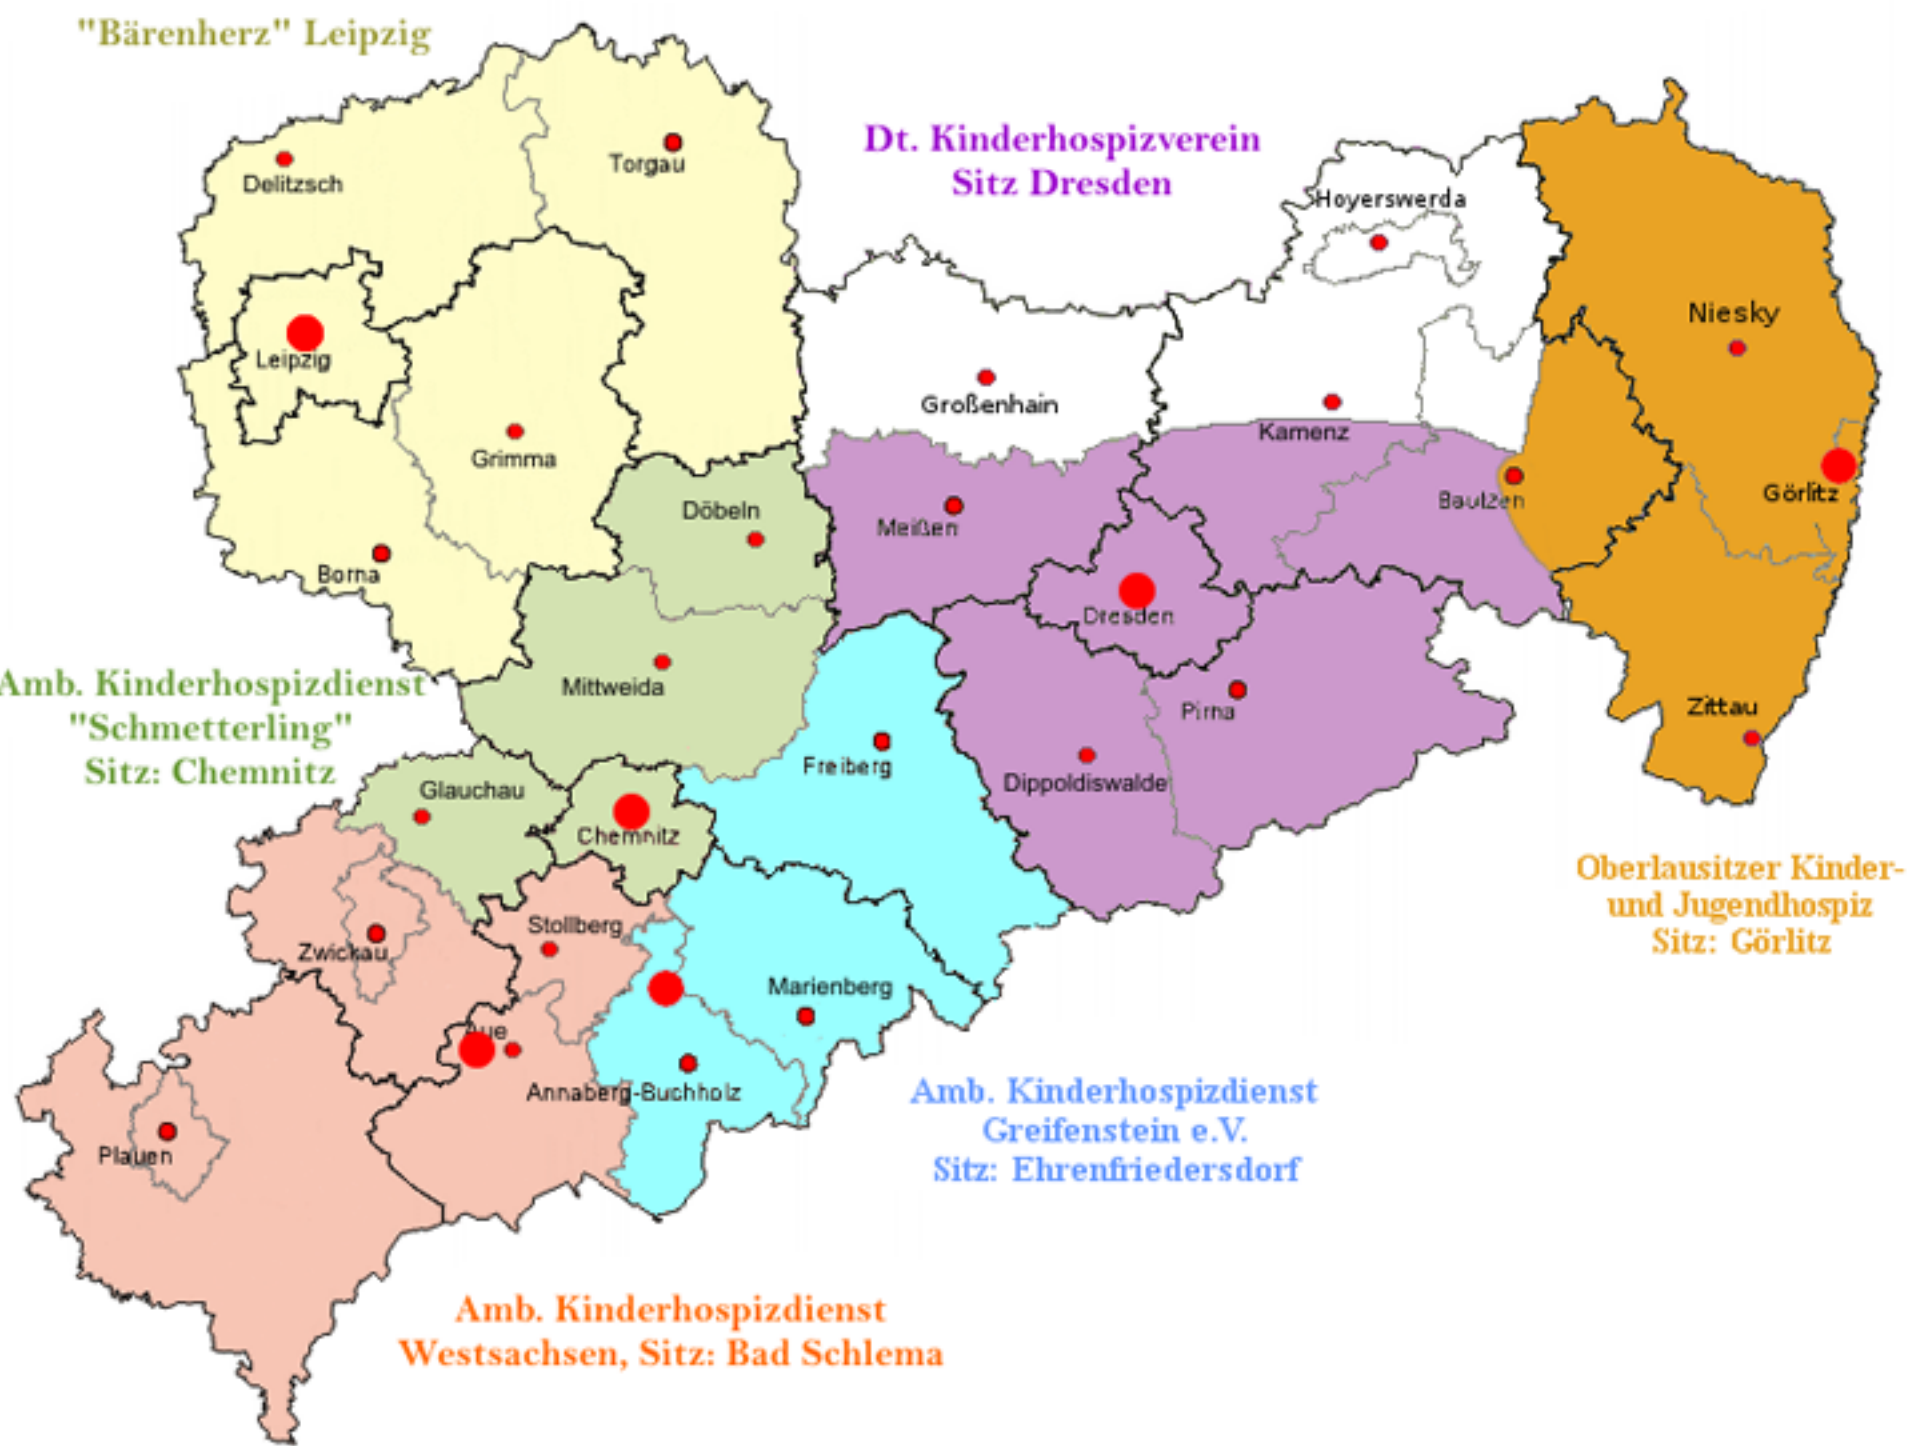 "Bärenherz" Leipzig
Dt. Kinderhospizverein
Sitz Dresden
Torgau
Delitzsch
Hoyerswerda
Niesky
Leipzig
Großenhain
Kamenz
Grimma
Görlitz
Bautzen
Döbeln
Meißen
Borna
Dresden
Amb. Kinderhospizdienst
"Schmetterling"
Sitz: Chemnitz
Mittweida
Pirna
Zittau
Freiberg
Dippoldiswalde
Glauchau
Chemnitz
Oberlausitzer Kinder-
und Jugendhospiz
Sitz: Görlitz
Stollberg
Zwickau
Marienberg
Aue
Annaberg-Buchholz
Plauen
Amb. Kinderhospizdienst
Greifenstein e.V.
Sitz: Ehrenfriedersdorf
Amb. Kinderhospizdienst
Westsachsen, Sitz: Bad Schlema